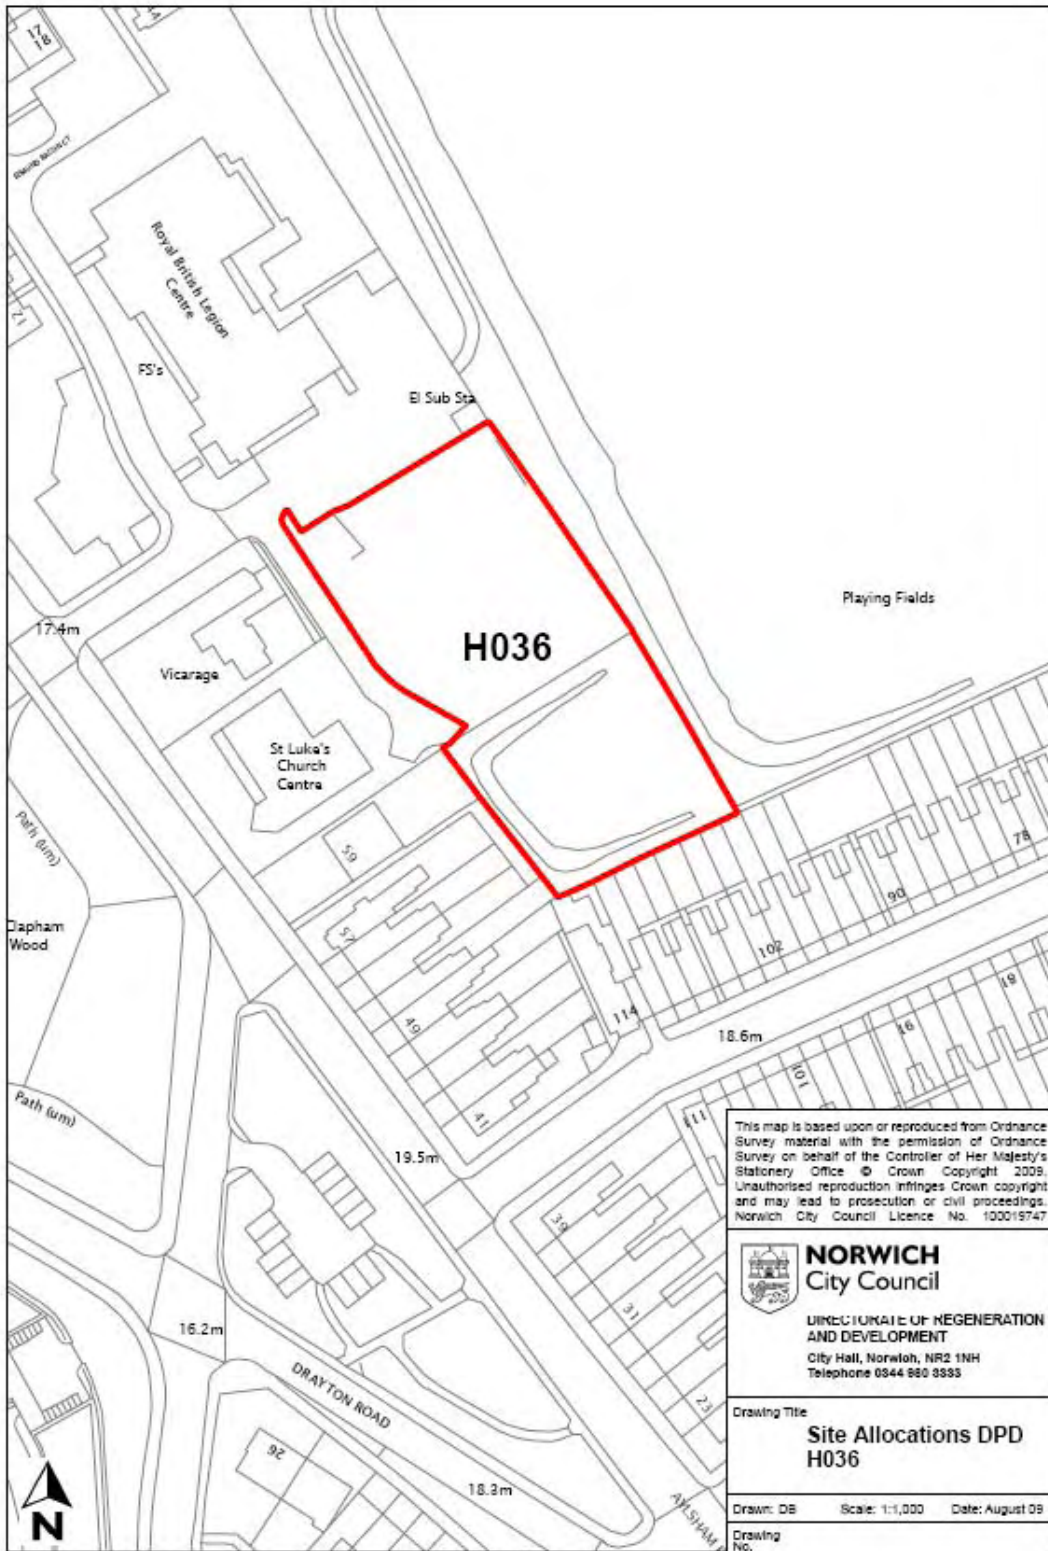 Royal British Legion
Centre
FS's
El Sub Sta
H036
Playing Fields
17.4m
Vicarage
St Luke's
Church
Centre
Path (um)
59
57
Clapham
Wood
78
90
102
49
114
18.6m
19
16
101
111
41
Path (um)
19.5m
39
31
23
16.2m
DRAYTON ROAD
26
18.3m
N
This map is based upon or reproduced from Ordnance
Survey material with the permission of Ordnance
Survey on behalf of the Controller of Her Majesty's
Stationery Office © Crown Copyright 2009.
Unauthorised reproduction infringes Crown copyright
and may lead to prosecution or civil proceedings.
Norwich City Council Licence No. 100019747
NORWICH
City Council
DIRECTORATE OF REGENERATION
AND DEVELOPMENT
City Hall, Norwich, NR2 1NH
Telephone 0344 980 3333
Drawing Title
Site Allocations DPD
H036
Drawn: DB Scale: 1:1,000 Date: August 09
Drawing
No.